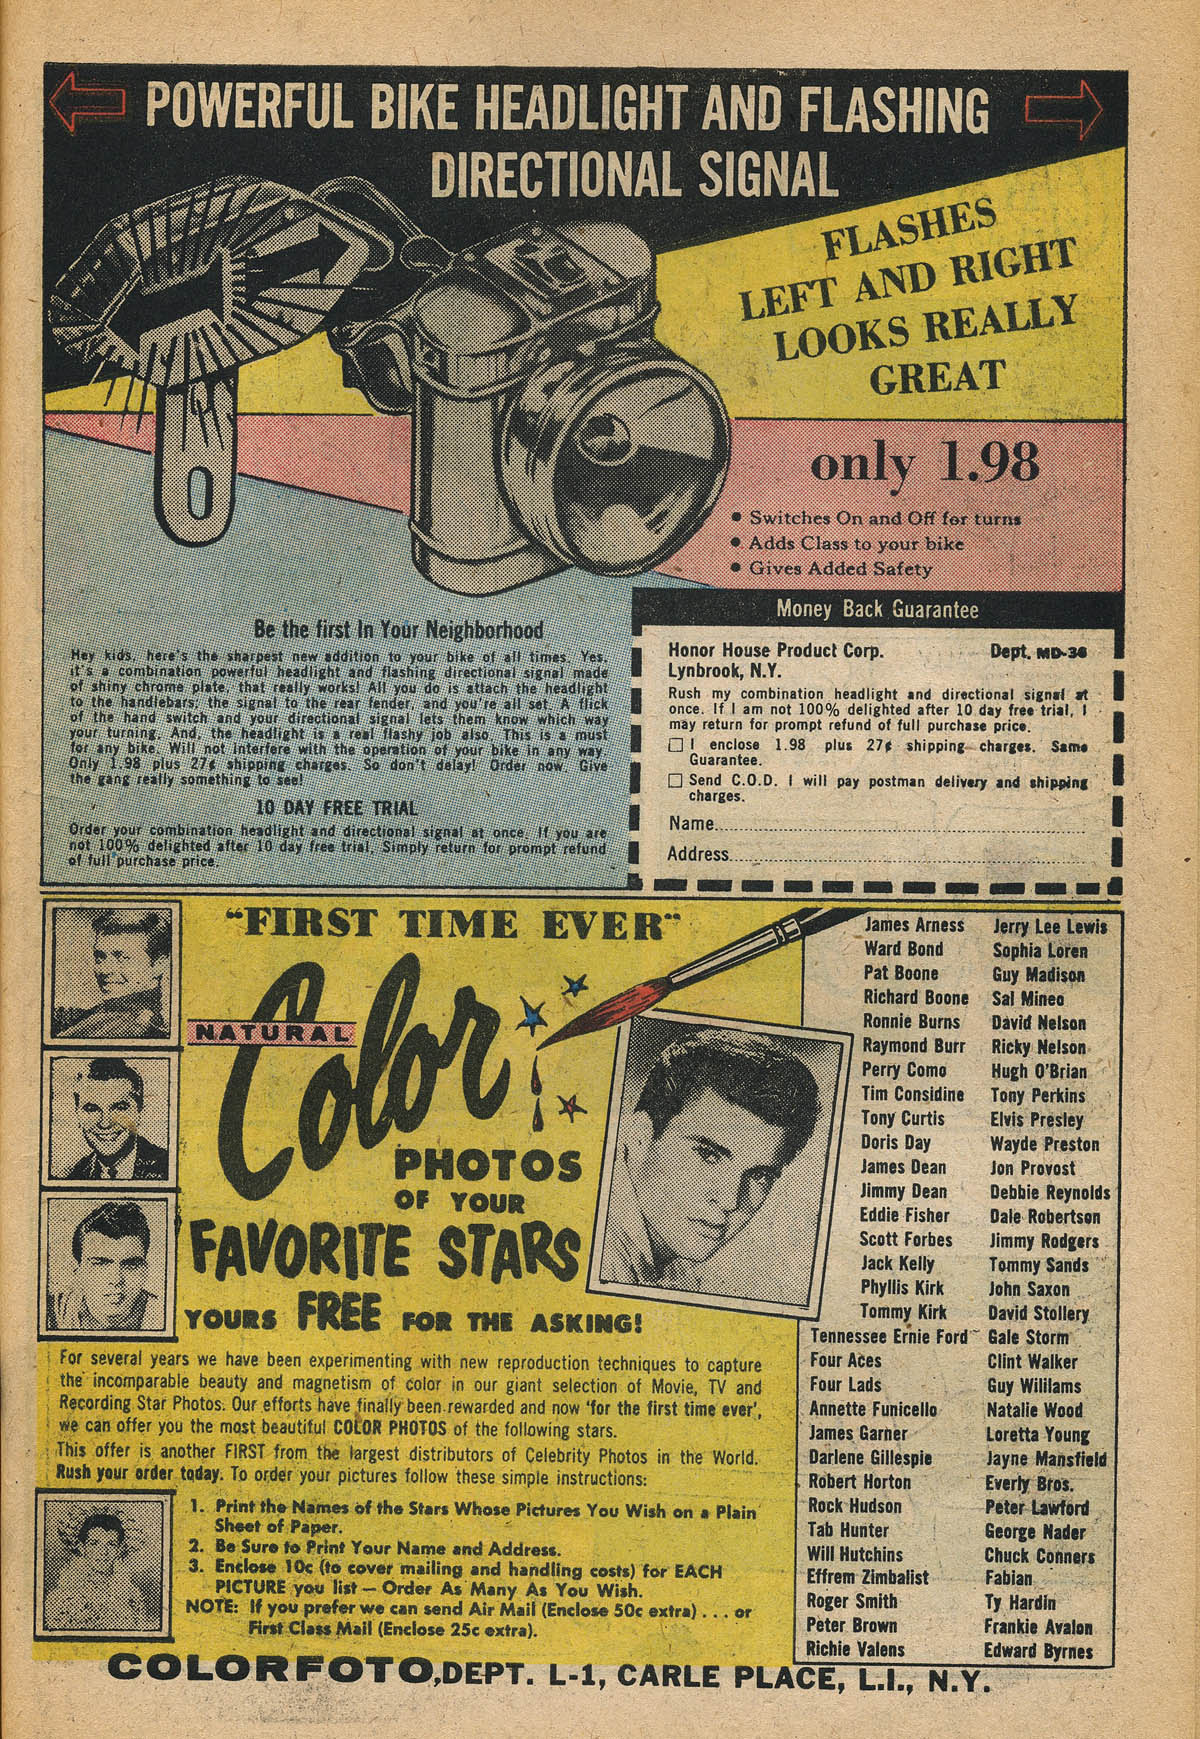 POWERFUL BIKE HEADLIGHT AND FLASHING
DIRECTIONAL SIGNAL
FLASHES
LEFT AND RIGHT
LOOKS REALLY
GREAT
only 1.98
• Switches On and Off for turns
• Adds Class to your bike
• Gives Added Safety
Be the first In Your Neighborhood
Hey kids, here's the sharpest new addition to your bike of all times. Yes,
it's a combination powerful headlight and flashing directional signal made
of shiny chrome plate, that really works! All you do is attach the headlight
to the handlebars; the signal to the rear fender, and you're all set. A flick
of the hand switch and your directional signal lets them know which way
your turning. And, the headlight is a real flashy job also. This is a must
for any bike. Will not interfere with the operation of your bike in any way.
Only 1.98 plus 27¢ shipping charges. So don't delay! Order now. Give
the gang really something to see!
10 DAY FREE TRIAL
Order your combination headlight and directional signal at once. If you are
not 100% delighted after 10 day free trial, Simply return for prompt refund
of full purchase price.
Money Back Guarantee
Honor House Product Corp. Dept. MD-36
Lynbrook, N.Y.
Rush my combination headlight and directional signal at
once. If I am not 100% delighted after 10 day free trial, I
may return for prompt refund of full purchase price.
I enclose 1.98 plus 27¢ shipping charges. Same
Guarantee.
Send C.O.D. I will pay postman delivery and shipping
charges.
Name
Address
"FIRST TIME EVER"
NATURAL
Color
PHOTOS
OF YOUR
FAVORITE STARS
YOURS FREE FOR THE ASKING!
For several years we have been experimenting with new reproduction techniques to capture
the incomparable beauty and magnetism of color in our giant selection of Movie, TV and
Recording Star Photos. Our efforts have finally been rewarded and now 'for the first time ever',
we can offer you the most beautiful COLOR PHOTOS of the following stars.
This offer is another FIRST from the largest distributors of Celebrity Photos in the World.
Rush your order today. To order your pictures follow these simple instructions:
1. Print the Names of the Stars Whose Pictures You Wish on a Plain
Sheet of Paper.
2. Be Sure to Print Your Name and Address.
3. Enclose 10c (to cover mailing and handling costs) for EACH
PICTURE you list — Order As Many As You Wish.
NOTE: If you prefer we can send Air Mail (Enclose 50c extra) . . . or
First Class Mail (Enclose 25c extra).
James Arness
Ward Bond
Pat Boone
Richard Boone
Ronnie Burns
Raymond Burr
Perry Como
Tim Considine
Tony Curtis
Doris Day
James Dean
Jimmy Dean
Eddie Fisher
Scott Forbes
Jack Kelly
Phyllis Kirk
Tommy Kirk
Tennessee Ernie Ford
Four Aces
Four Lads
Annette Funicello
James Garner
Darlene Gillespie
Robert Horton
Rock Hudson
Tab Hunter
Will Hutchins
Effrem Zimbalist
Roger Smith
Peter Brown
Richie Valens
Jerry Lee Lewis
Sophia Loren
Guy Madison
Sal Mineo
David Nelson
Ricky Nelson
Hugh O'Brian
Tony Perkins
Elvis Presley
Wayde Preston
Jon Provost
Debbie Reynolds
Dale Robertson
Jimmy Rodgers
Tommy Sands
John Saxon
David Stollery
Gale Storm
Clint Walker
Guy Wililams
Natalie Wood
Loretta Young
Jayne Mansfield
Everly Bros.
Peter Lawford
George Nader
Chuck Conners
Fabian
Ty Hardin
Frankie Avalon
Edward Byrnes
COLORFOTO, DEPT. L-1, CARLE PLACE, L.I., N.Y.